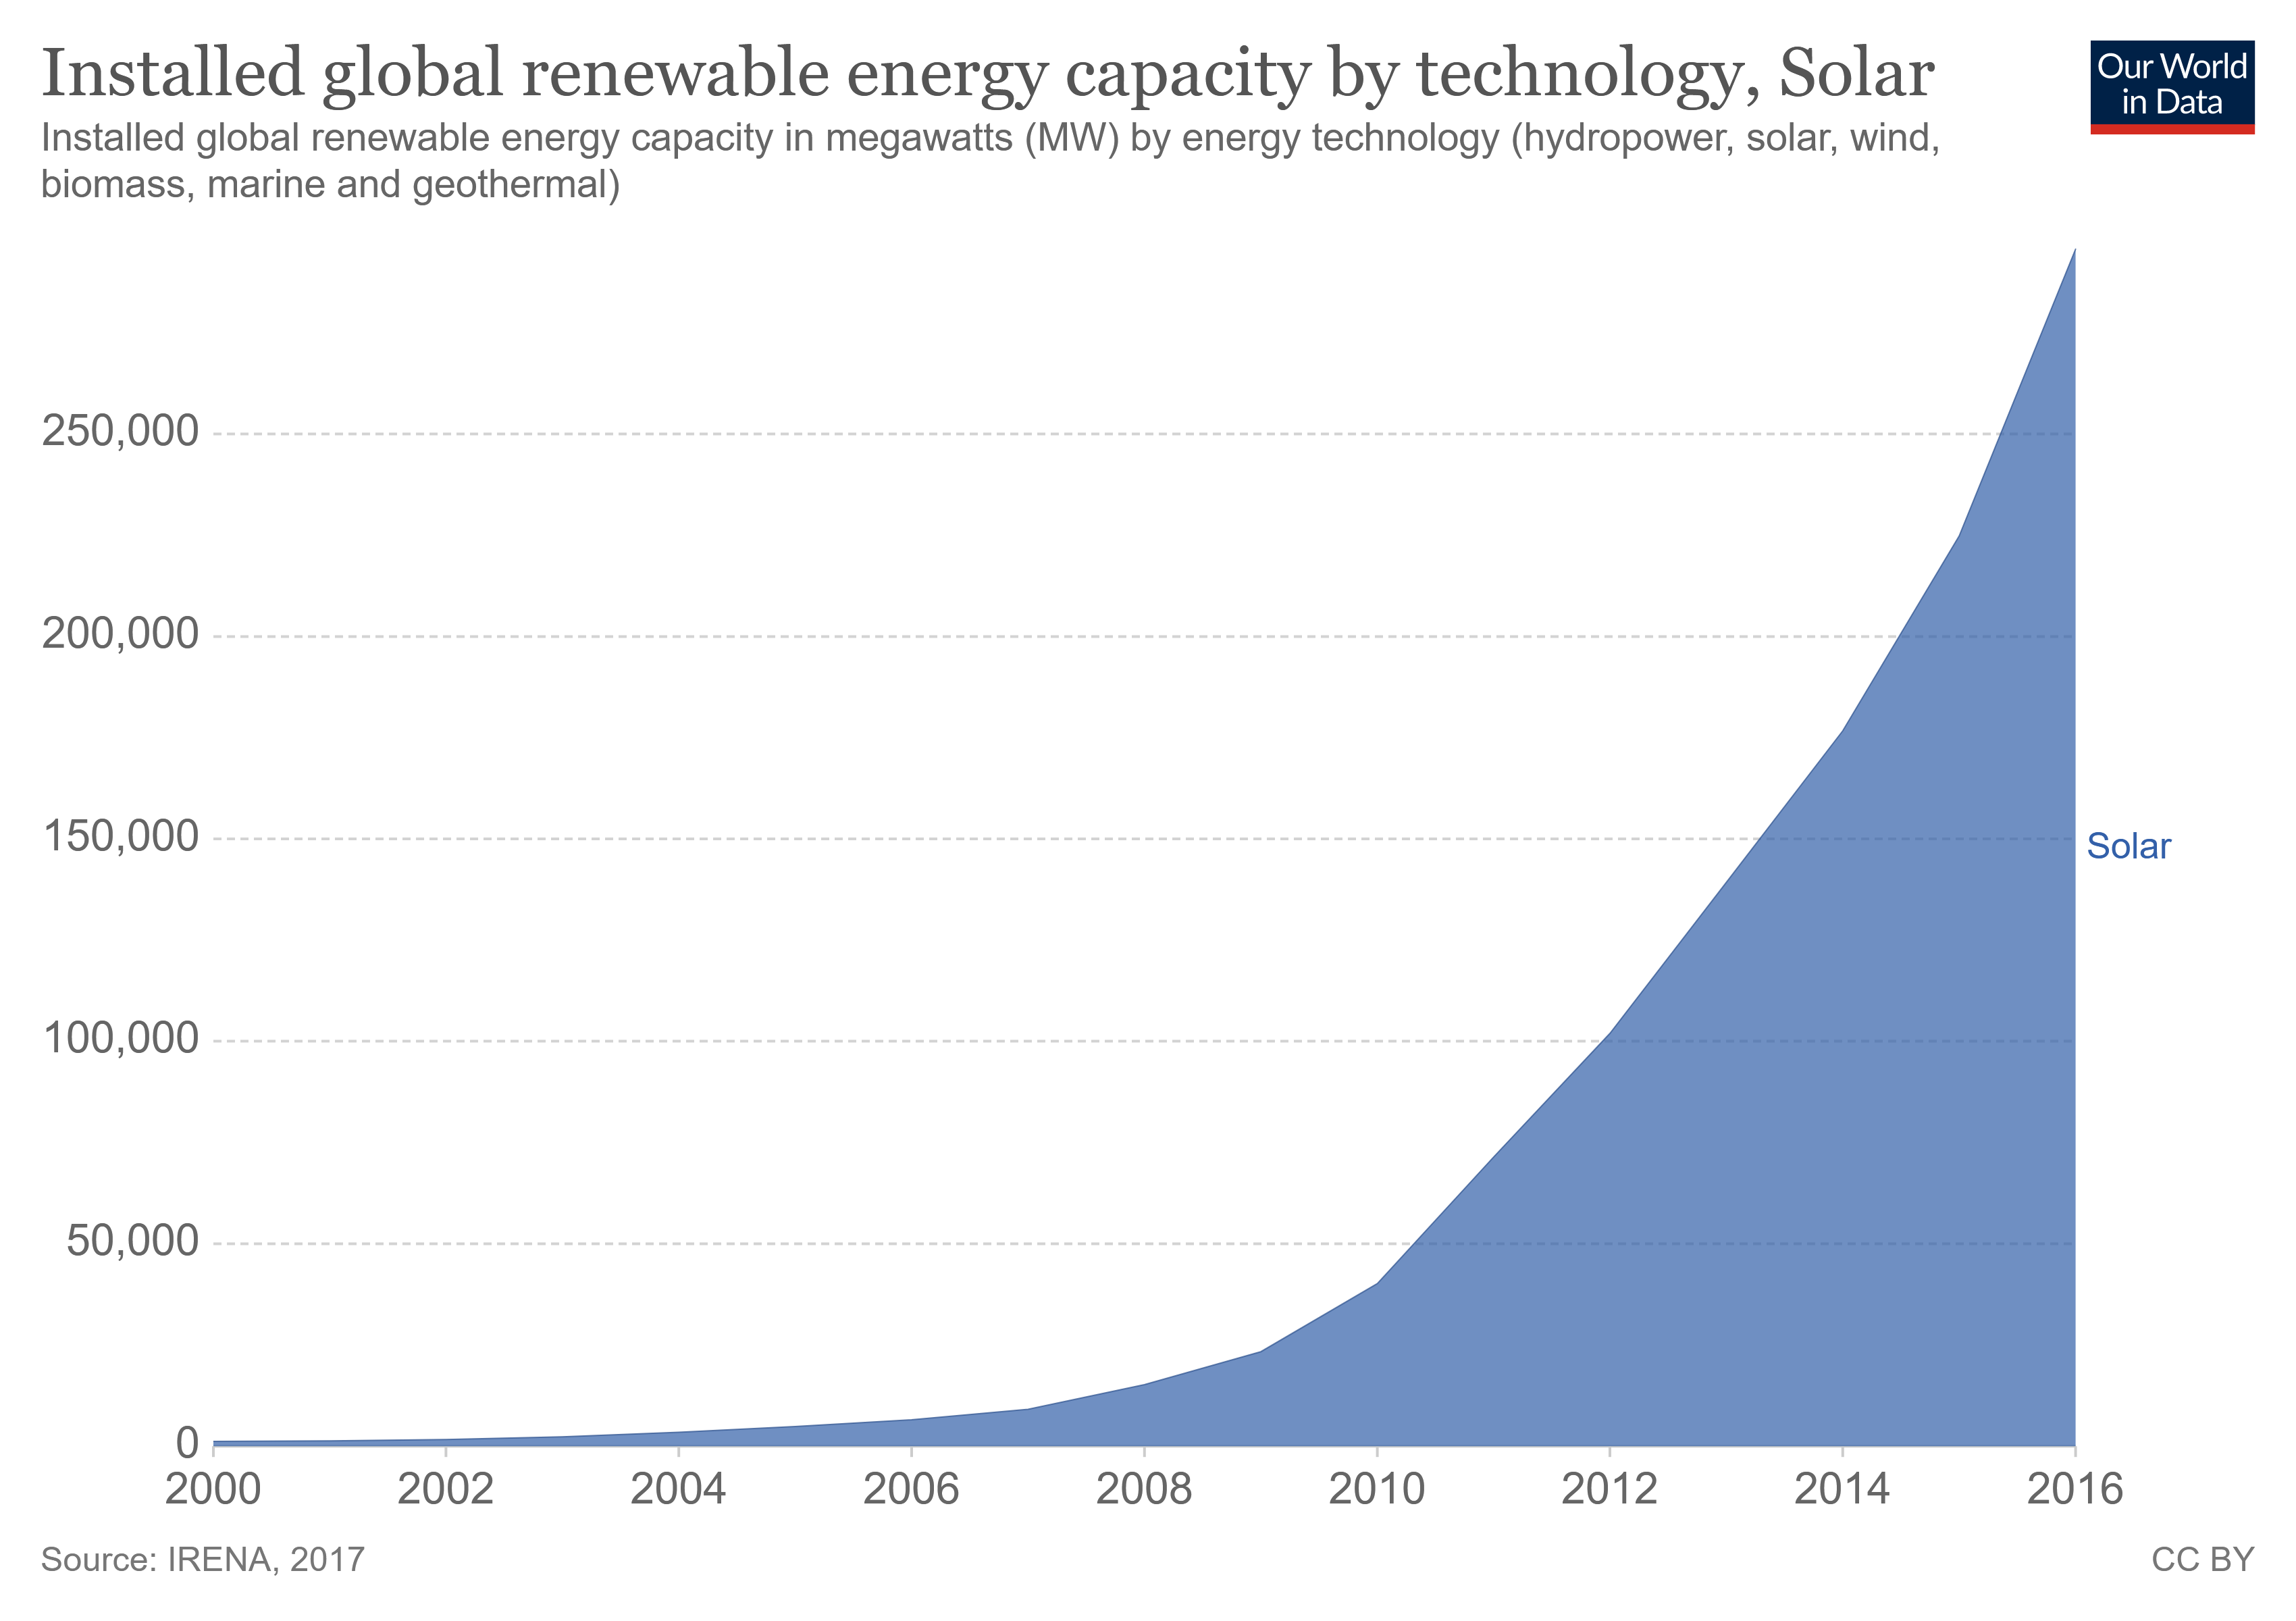 Installed global renewable energy capacity by technology, Solar
Our World
in Data
Installed global renewable energy capacity in megawatts (MW) by energy technology (hydropower, solar, wind,
biomass, marine and geothermal)
250,000
200,000
150,000
Solar
100,000
50,000
0
2000 2002 2004 2006 2008 2010 2012 2014 2016
Source: IRENA, 2017
CC BY